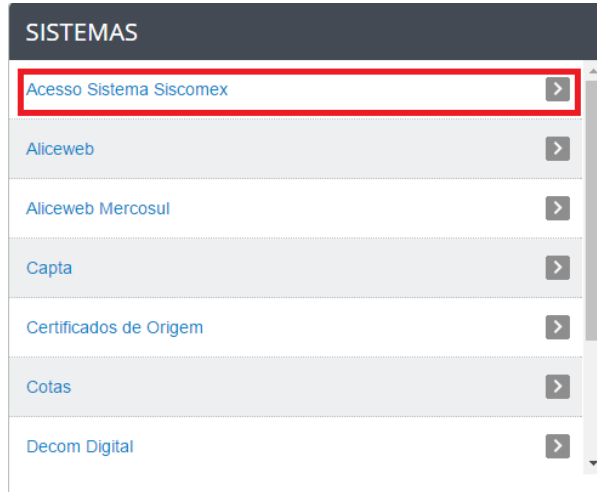 SISTEMAS
Acesso Sistema Siscomex
Aliceweb
Aliceweb Mercosul
Capta
Certificados de Origem
Cotas
Decom Digital